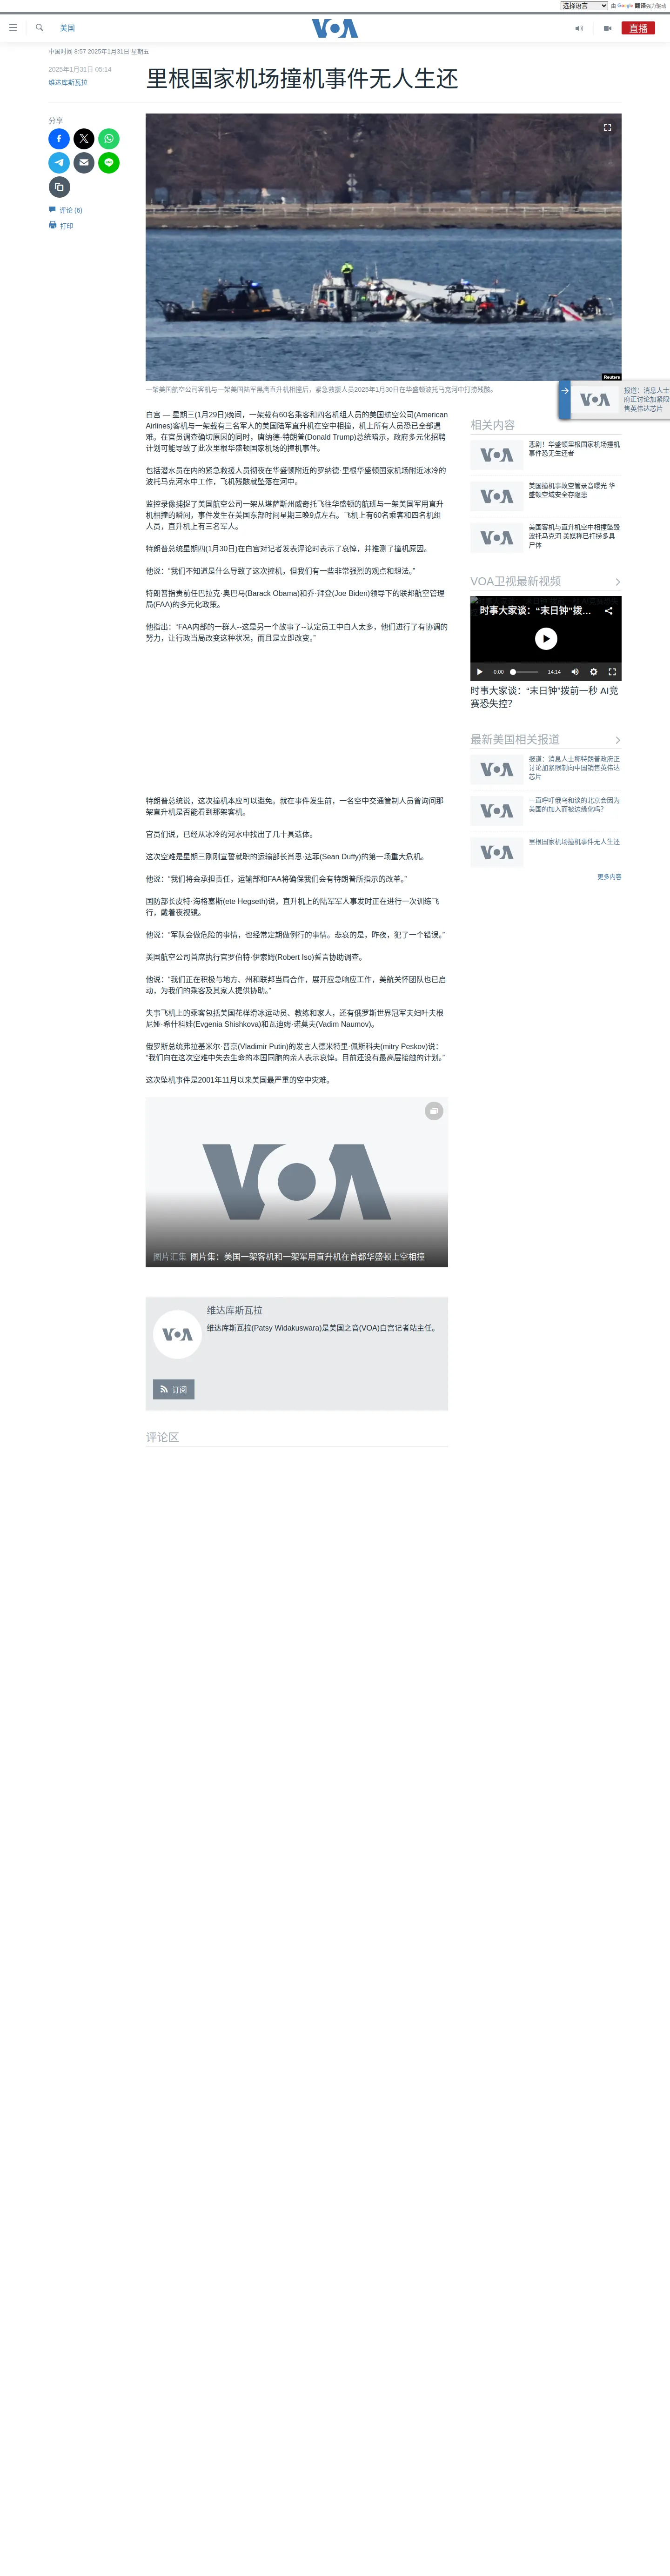 选择语言 由 Google 翻译强力驱动
美国
VOA
直播
中国时间 8:57 2025年1月31日 星期五
2025年1月31日 05:14
维达库斯瓦拉
里根国家机场撞机事件无人生还
分享
评论 (6)
打印
Reuters
一架美国航空公司客机与一架美国陆军黑鹰直升机相撞后，紧急救援人员2025年1月30日在华盛顿波托马克河中打捞残骸。
白宫 — 星期三(1月29日)晚间，一架载有60名乘客和四名机组人员的美国航空公司(American
Airlines)客机与一架载有三名军人的美国陆军直升机在空中相撞，机上所有人员恐已全部遇
难。在官员调查确切原因的同时，唐纳德·特朗普(Donald Trump)总统暗示，政府多元化招聘
计划可能导致了此次里根华盛顿国家机场的撞机事件。
包括潜水员在内的紧急救援人员彻夜在华盛顿附近的罗纳德·里根华盛顿国家机场附近冰冷的
波托马克河水中工作，飞机残骸就坠落在河中。
监控录像捕捉了美国航空公司一架从堪萨斯州威奇托飞往华盛顿的航班与一架美国军用直升
机相撞的瞬间，事件发生在美国东部时间星期三晚9点左右。飞机上有60名乘客和四名机组
人员，直升机上有三名军人。
特朗普总统星期四(1月30日)在白宫对记者发表评论时表示了哀悼，并推测了撞机原因。
他说：“我们不知道是什么导致了这次撞机，但我们有一些非常强烈的观点和想法。”
特朗普指责前任巴拉克·奥巴马(Barack Obama)和乔·拜登(Joe Biden)领导下的联邦航空管理
局(FAA)的多元化政策。
他指出：“FAA内部的一群人--这是另一个故事了--认定员工中白人太多，他们进行了有协调的
努力，让行政当局改变这种状况，而且是立即改变。”
特朗普总统说，这次撞机本应可以避免。就在事件发生前，一名空中交通管制人员曾询问那
架直升机是否能看到那架客机。
官员们说，已经从冰冷的河水中找出了几十具遗体。
这次空难是星期三刚刚宣誓就职的运输部长肖恩·达菲(Sean Duffy)的第一场重大危机。
他说：“我们将会承担责任，运输部和FAA将确保我们会有特朗普所指示的改革。”
国防部长皮特·海格塞斯(ete Hegseth)说，直升机上的陆军军人事发时正在进行一次训练飞
行，戴着夜视镜。
他说：“军队会做危险的事情，也经常定期做例行的事情。悲哀的是，昨夜，犯了一个错误。”
美国航空公司首席执行官罗伯特·伊索姆(Robert Iso)誓言协助调查。
他说：“我们正在积极与地方、州和联邦当局合作，展开应急响应工作，美航关怀团队也已启
动，为我们的乘客及其家人提供协助。”
失事飞机上的乘客包括美国花样滑冰运动员、教练和家人，还有俄罗斯世界冠军夫妇叶夫根
尼娅·希什科娃(Evgenia Shishkova)和瓦迪姆·诺莫夫(Vadim Naumov)。
俄罗斯总统弗拉基米尔·普京(Vladimir Putin)的发言人德米特里·佩斯科夫(mitry Peskov)说：
“我们向在这次空难中失去生命的本国同胞的亲人表示哀悼。目前还没有最高层接触的计划。”
这次坠机事件是2001年11月以来美国最严重的空中灾难。
VOA
图片汇集 图片集：美国一架客机和一架军用直升机在首都华盛顿上空相撞
维达库斯瓦拉
VOA
维达库斯瓦拉(Patsy Widakuswara)是美国之音(VOA)白宫记者站主任。
订阅
评论区
VOA
报道：消息人士
府正讨论加紧限
售英伟达芯片
相关内容
VOA
悲剧！华盛顿里根国家机场撞机
事件恐无生还者
VOA
美国撞机事故空管录音曝光 华
盛顿空域安全存隐患
VOA
美国客机与直升机空中相撞坠毁
波托马克河 美媒称已打捞多具
尸体
VOA卫视最新视频
时事大家谈：“末日钟”拨…
0:00 14:14
时事大家谈：“末日钟”拨前一秒 AI竞
赛恐失控？
最新美国相关报道
VOA
报道：消息人士称特朗普政府正
讨论加紧限制向中国销售英伟达
芯片
VOA
一直呼吁俄乌和谈的北京会因为
美国的加入而被边缘化吗？
VOA
里根国家机场撞机事件无人生还
更多内容